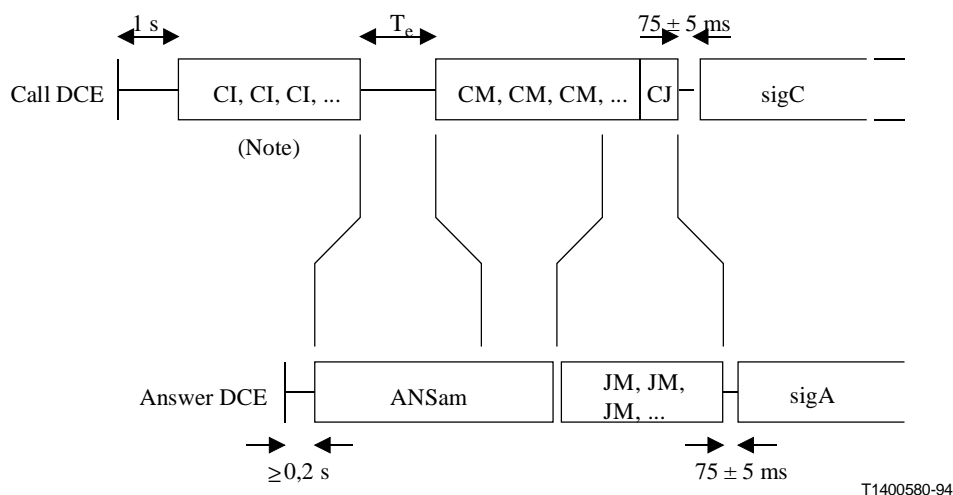 1 s
Te
75 ± 5 ms
Call DCE
CI, CI, CI, ...
CM, CM, CM, ...
CJ
sigC
(Note)
Answer DCE
ANSam
JM, JM,
JM, ...
sigA
≥0,2 s
75 ± 5 ms
T1400580-94